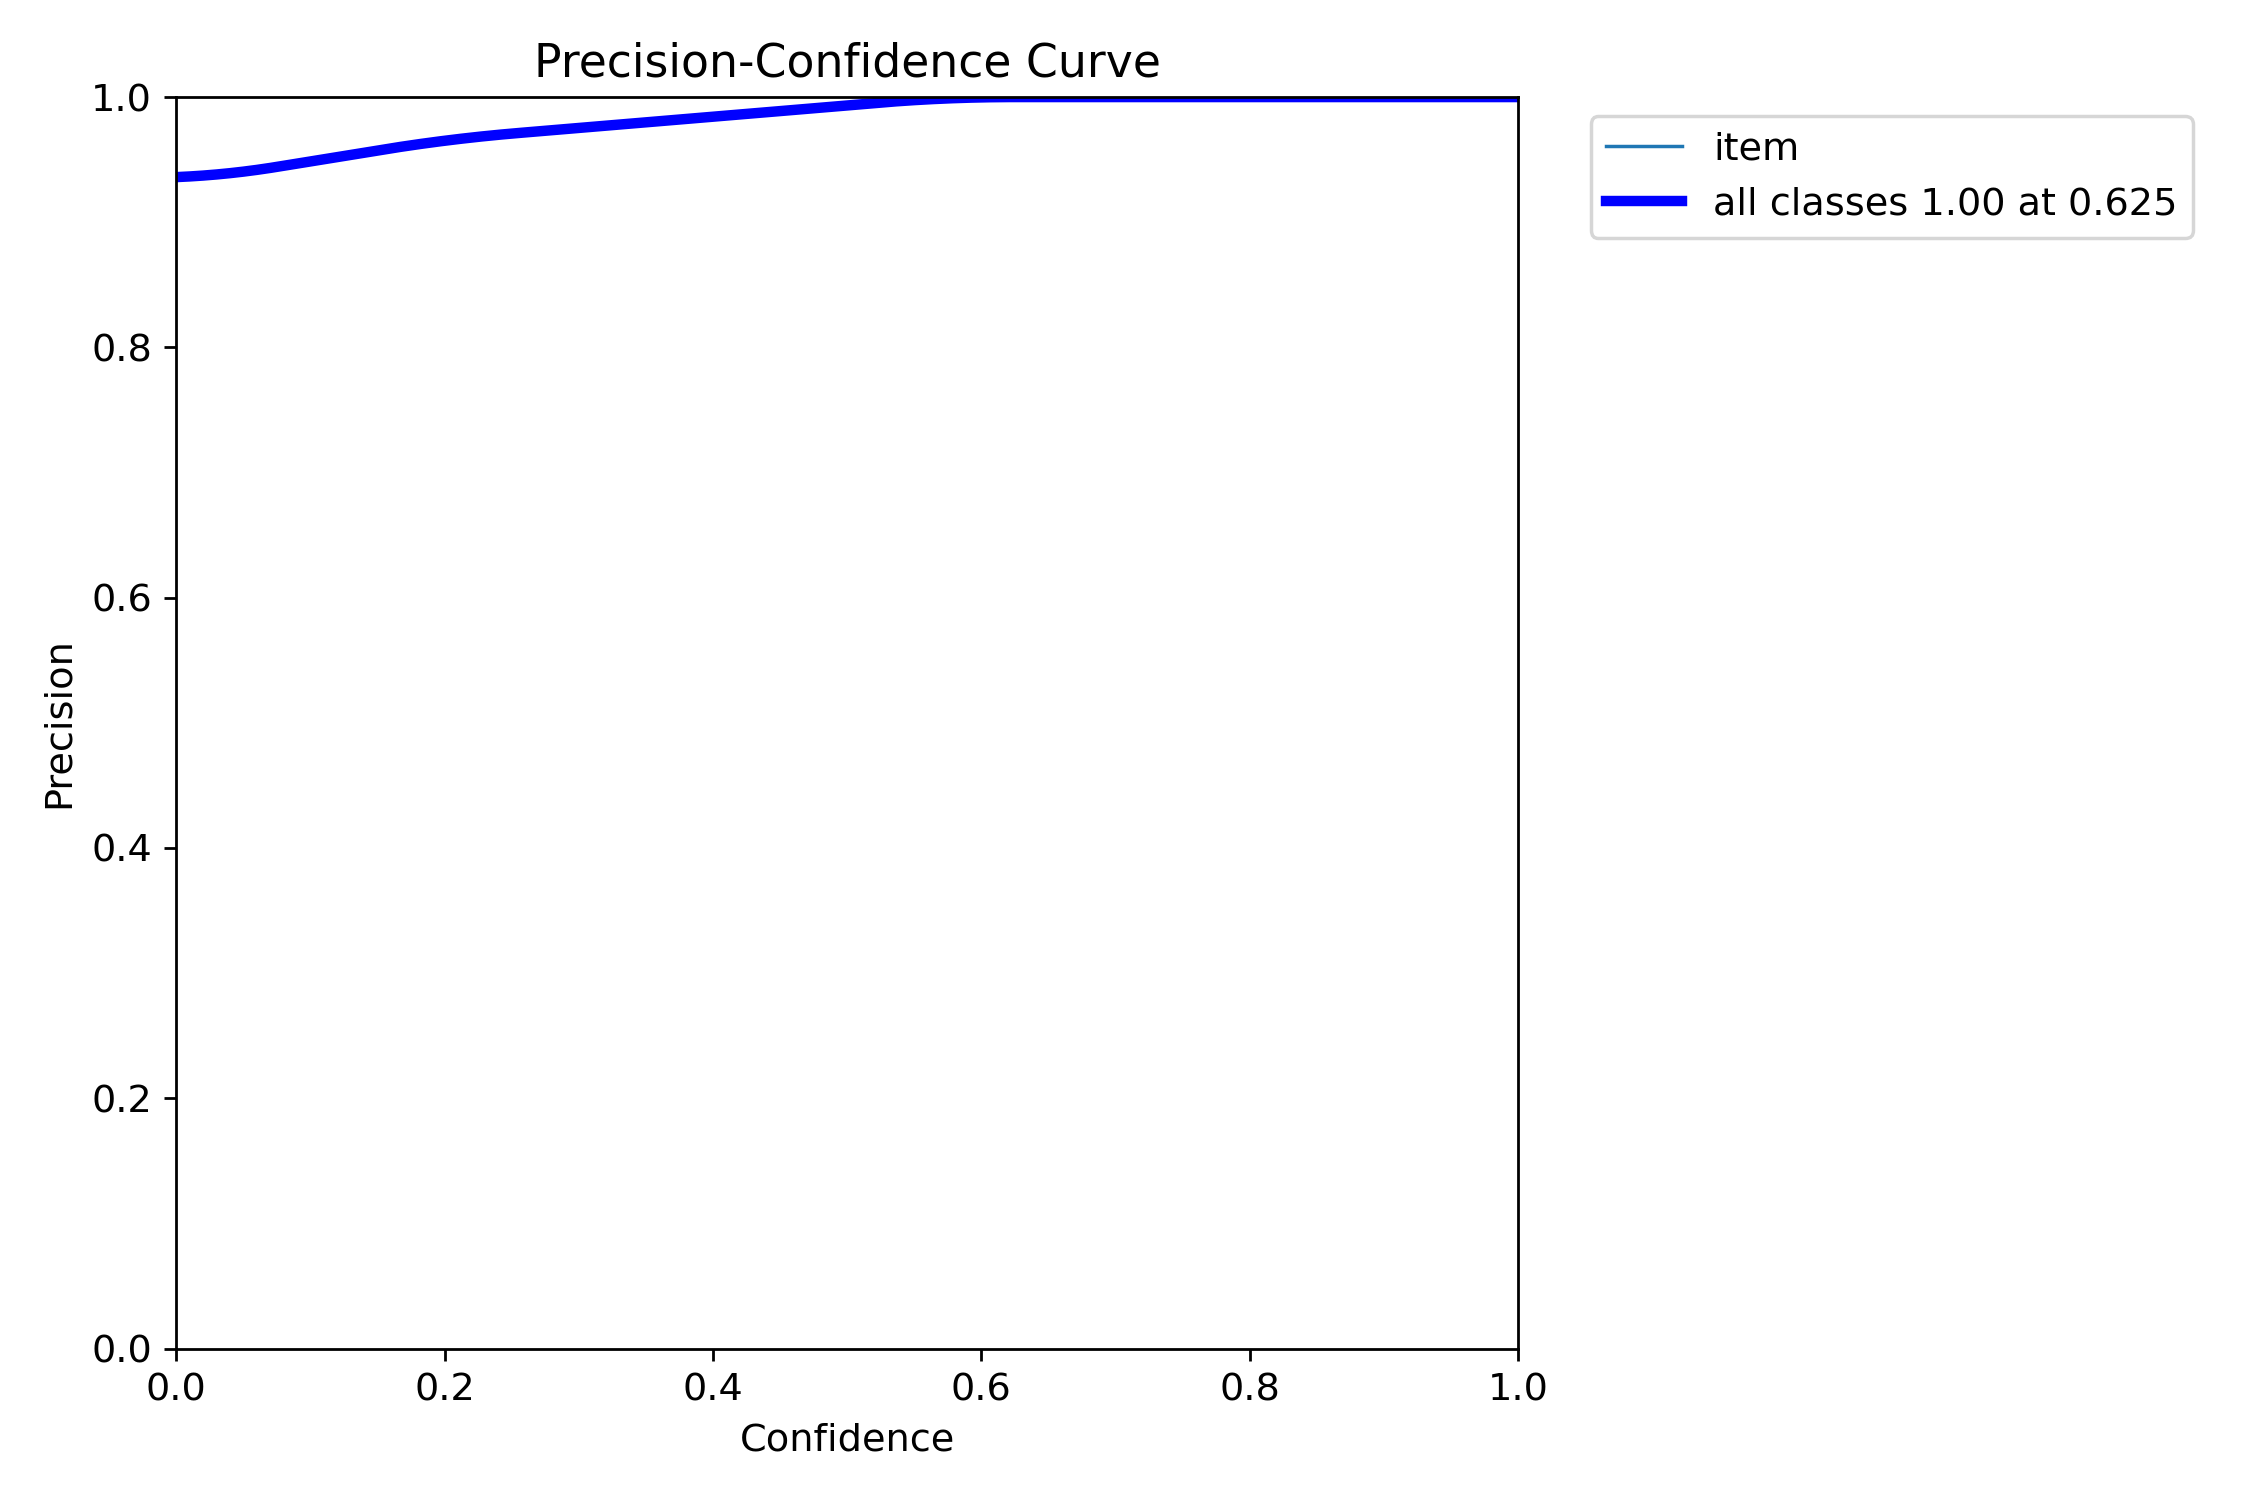 Precision-Confidence Curve
1.0
0.8
0.6
0.4
0.2
0.0
Precision
0.0 0.2 0.4 0.6 0.8 1.0
Confidence
item
all classes 1.00 at 0.625